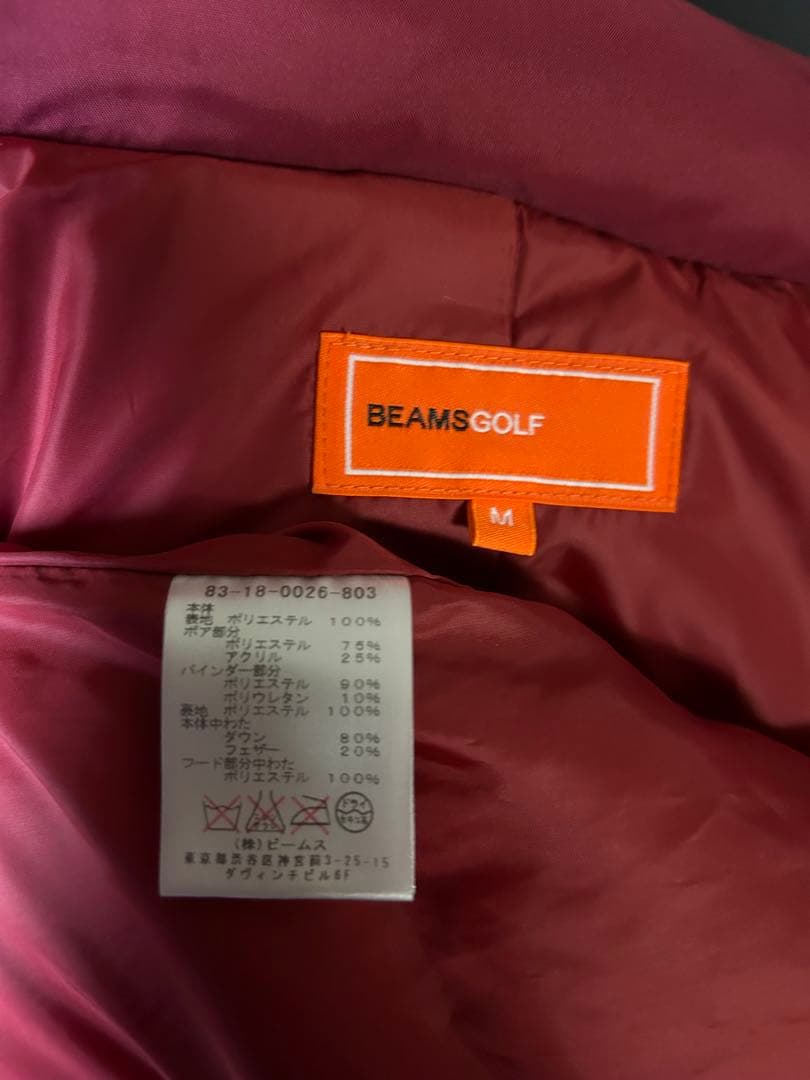 BEAMSGOLF
M
83-18-0026-803
本体
表地 ポリエステル 100%
ボア部分
ポリエステル 75%
アクリル 25%
バインダー部分
ポリエステル 90%
ポリウレタン 10%
裏地 ポリエステル 100%
本体中わた
ダウン 80%
フェザー 20%
フード部分中わた
ポリエステル 100%
ドライ
(株)ビームス
東京都渋谷区神宮前3-25-15
ダヴィンチビル6F